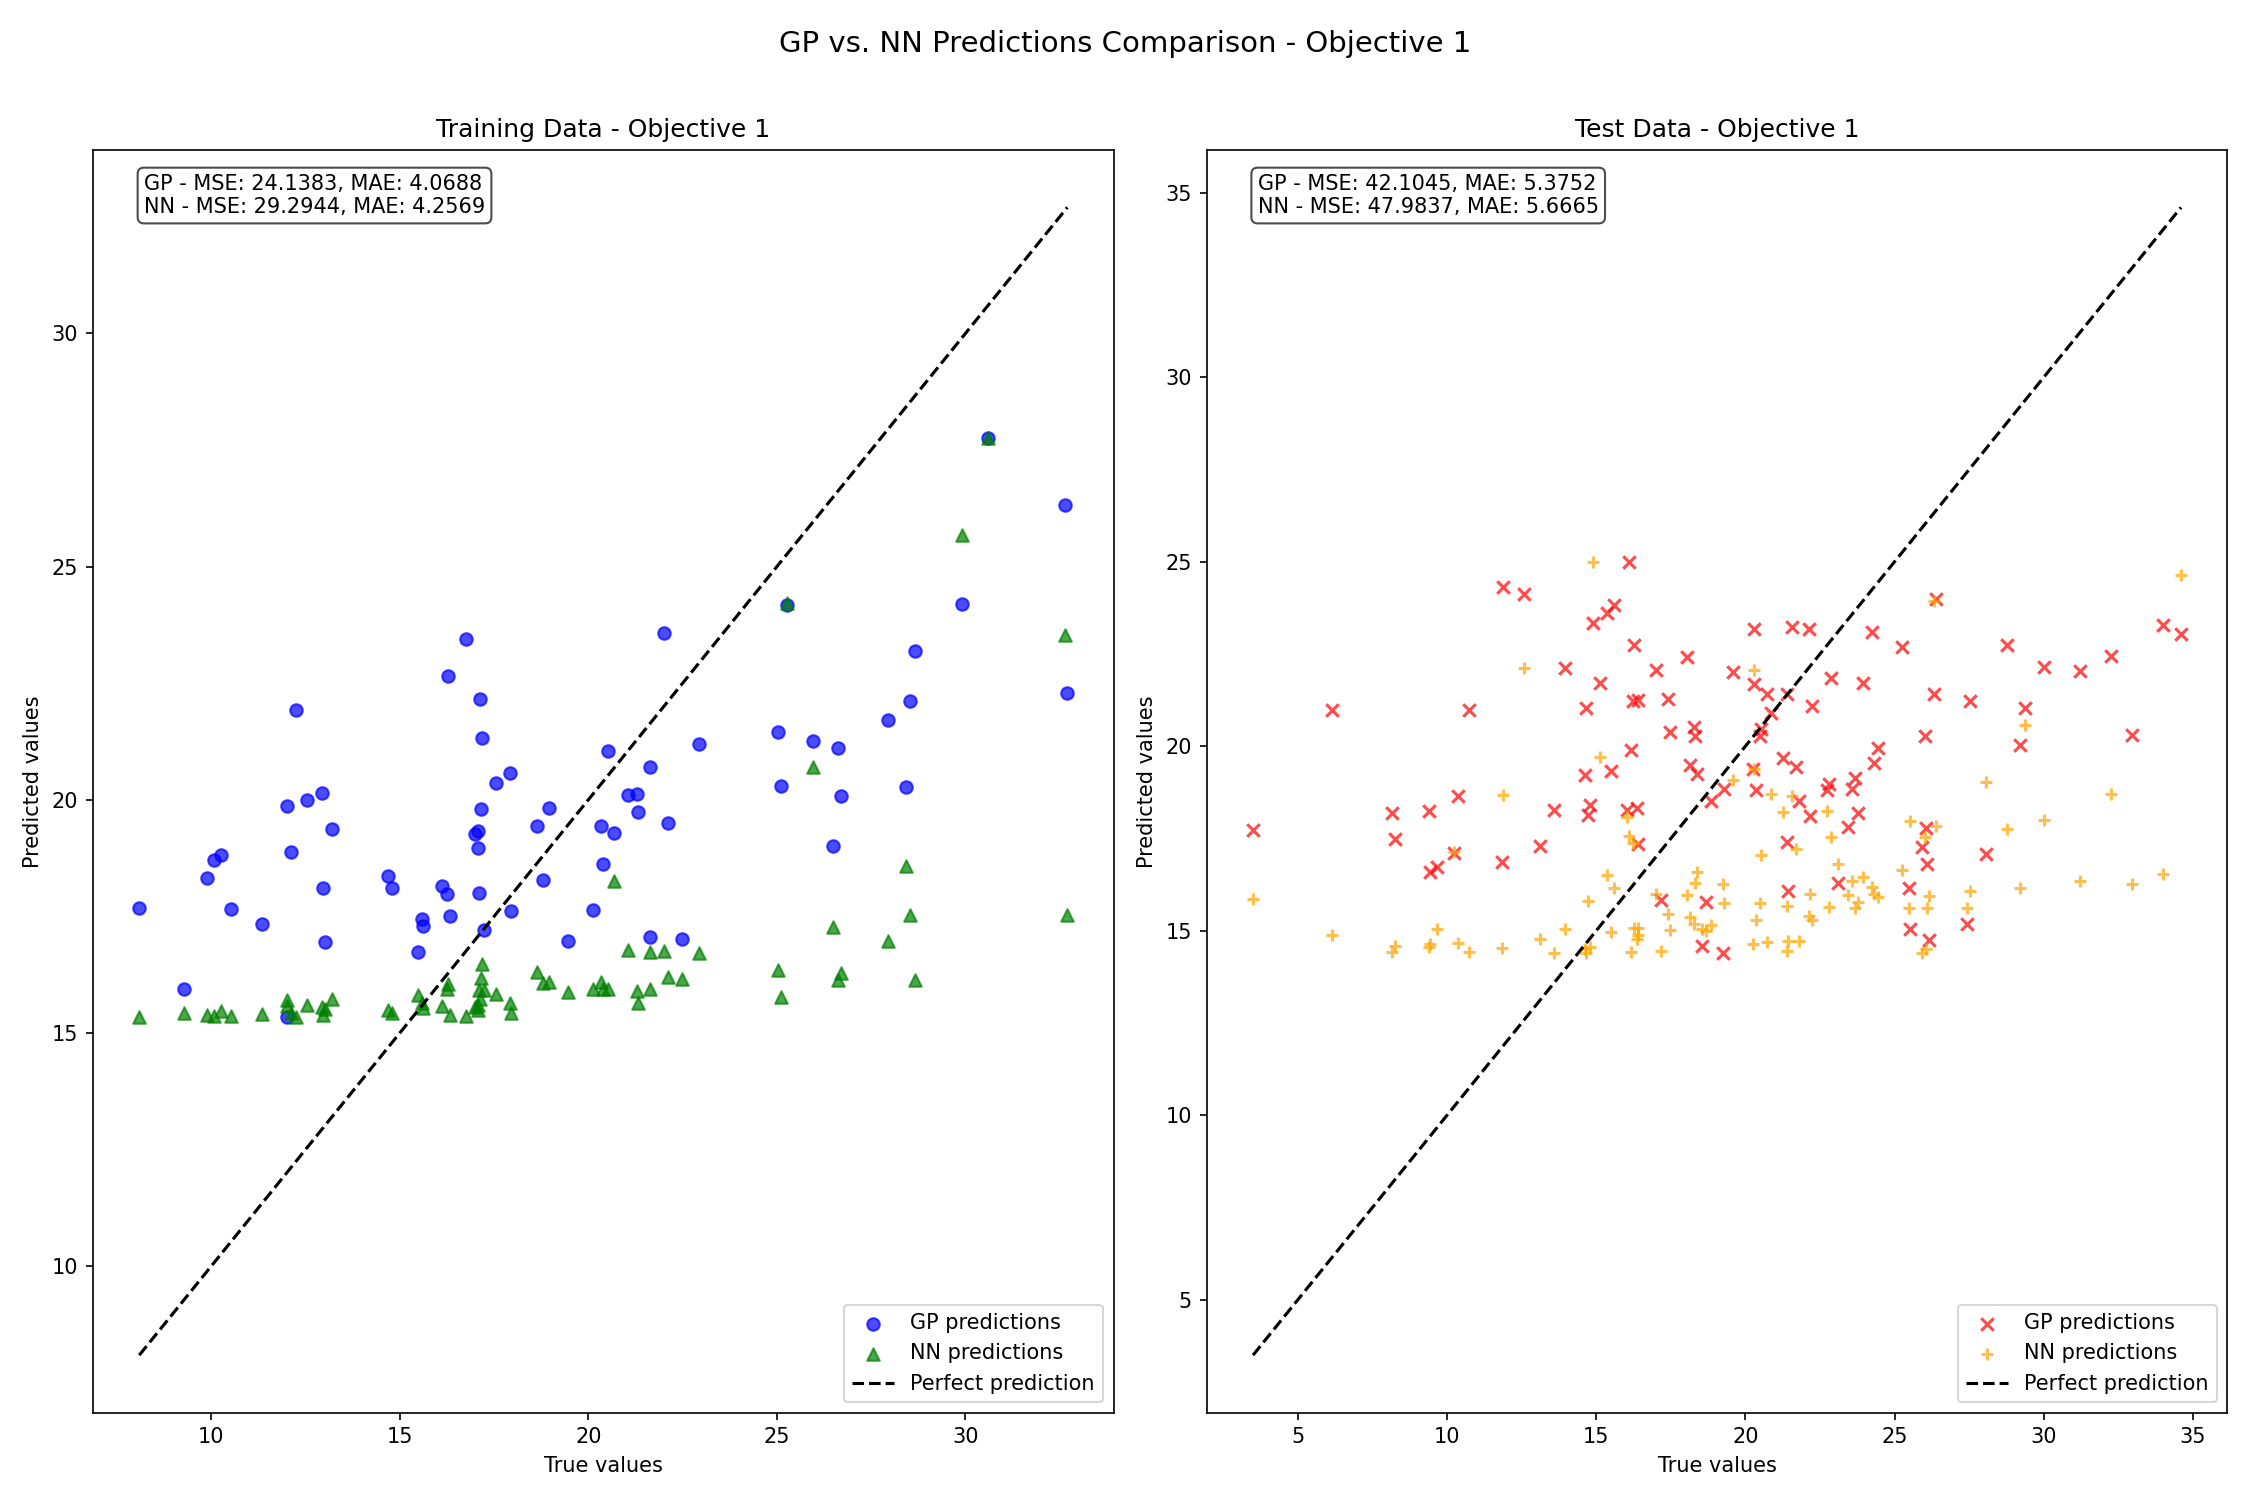 GP vs. NN Predictions Comparison - Objective 1
Training Data - Objective 1
GP - MSE: 24.1383, MAE: 4.0688
NN - MSE: 29.2944, MAE: 4.2569
30
25
20
15
10
Predicted values
10 15 20 25 30
True values
GP predictions
NN predictions
Perfect prediction
Test Data - Objective 1
GP - MSE: 42.1045, MAE: 5.3752
NN - MSE: 47.9837, MAE: 5.6665
35
30
25
20
15
10
5
Predicted values
5 10 15 20 25 30 35
True values
GP predictions
NN predictions
Perfect prediction